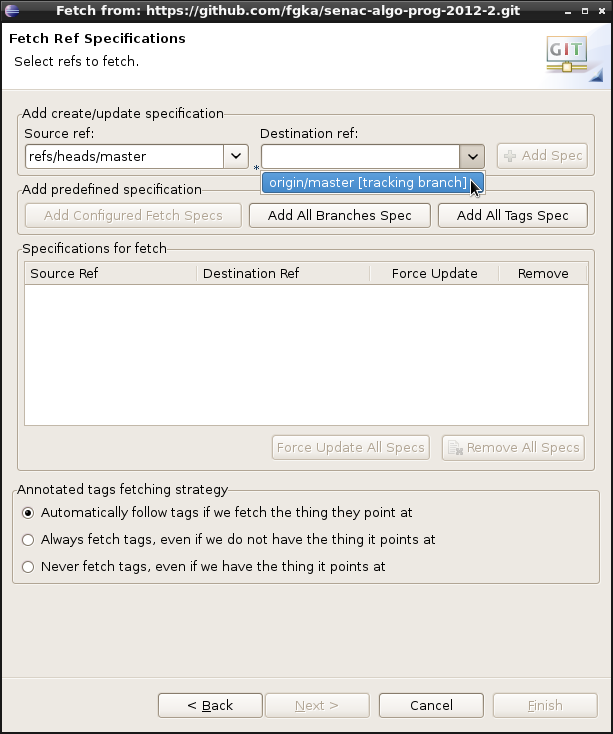 Fetch from: https://github.com/fgka/senac-algo-prog-2012-2.git
Fetch Ref Specifications
Select refs to fetch.
GIT
Add create/update specification
Source ref: Destination ref:
refs/heads/master * Add Spec
origin/master [tracking branch]
Add predefined specification
Add Configured Fetch Specs Add All Branches Spec Add All Tags Spec
Specifications for fetch
Source Ref Destination Ref Force Update Remove
Force Update All Specs Remove All Specs
Annotated tags fetching strategy
Automatically follow tags if we fetch the thing they point at
Always fetch tags, even if we do not have the thing it points at
Never fetch tags, even if we have the thing it points at
< Back Next > Cancel Finish